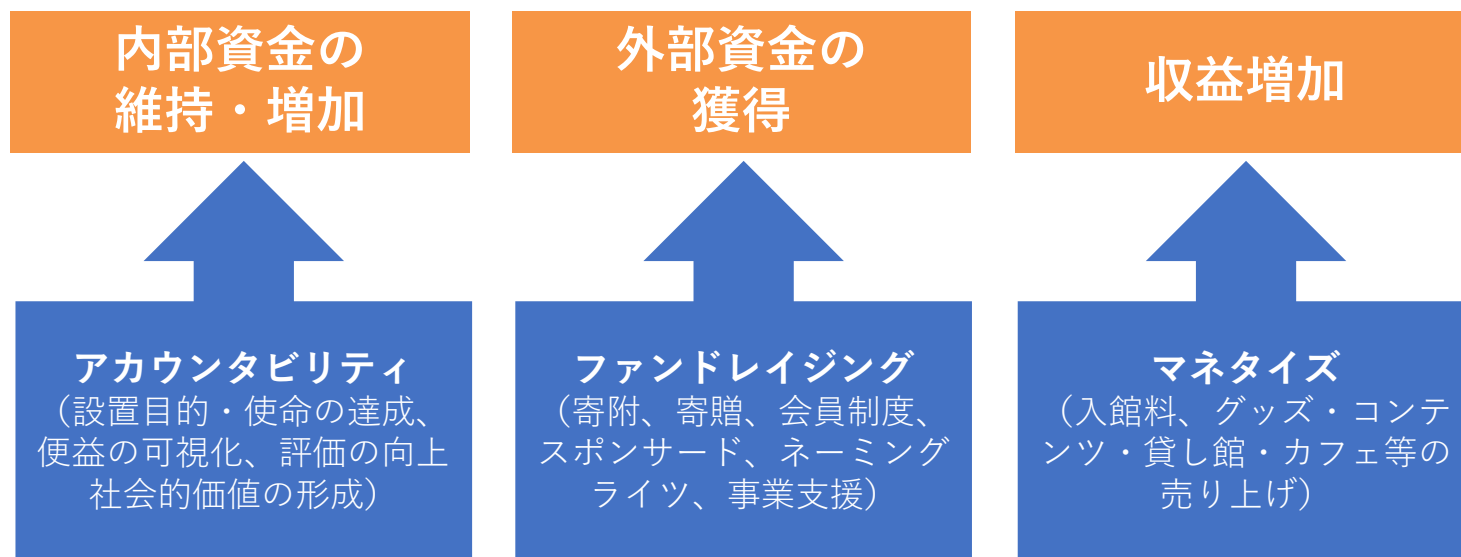 内部資金の
維持・増加
外部資金の
獲得
収益増加
アカウンタビリティ
（設置目的・使命の達成、
便益の可視化、評価の向上
社会的価値の形成）
ファンドレイジング
（寄附、寄贈、会員制度、
スポンサード、ネーミング
ライツ、事業支援）
マネタイズ
（入館料、グッズ・コンテ
ンツ・貸し館・カフェ等の
売り上げ）